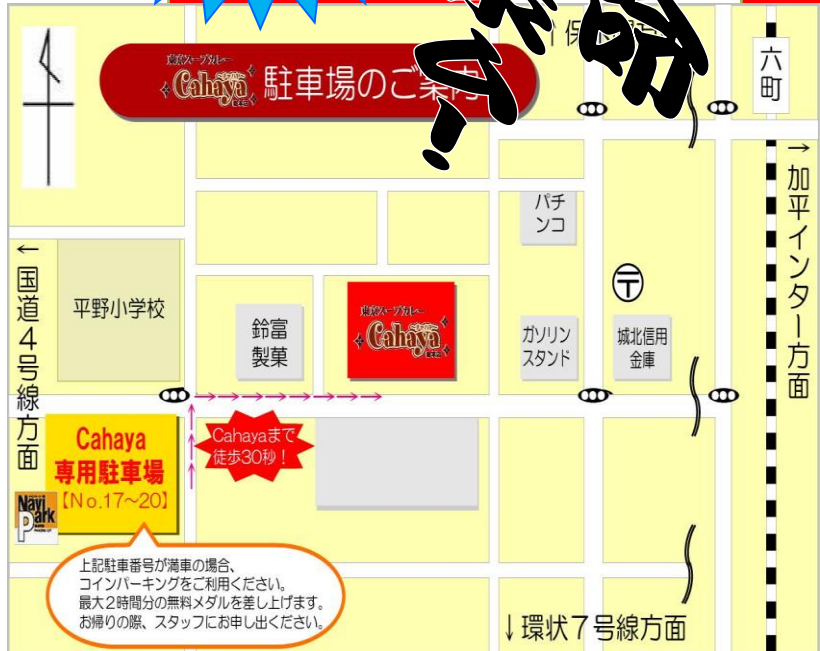 東京スープカレー
Cahaya
駐車場のご案内
六町
→加平インター方面
パチ
ンコ
←国道4号線方面
平野小学校
鈴富
製菓
東京スープカレー
Cahaya
ガソリン
スタンド
〒
城北信用
金庫
Cahaya
専用駐車場
【No.17~20】
Cahayaまで
徒歩30秒!
Navi
Park
上記駐車番号が満車の場合、
コインパーキングをご利用ください。
最大2時間分の無料メダルを差し上げます。
お帰りの際、スタッフにお申し出ください。
↓環状7号線方面